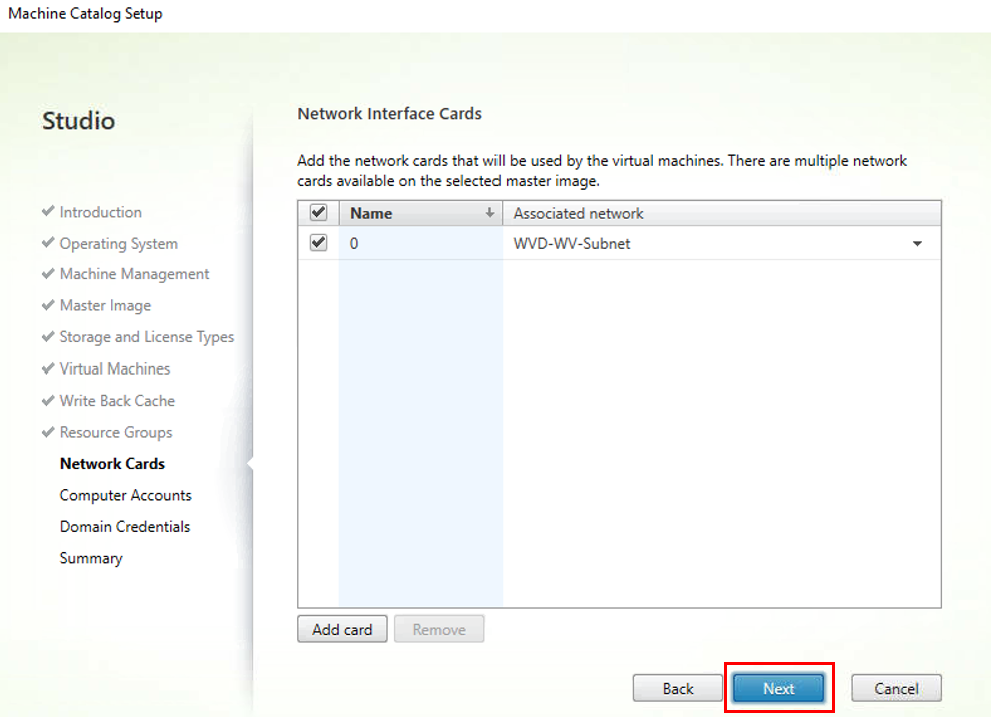 Machine Catalog Setup
Studio
Introduction
Operating System
Machine Management
Master Image
Storage and License Types
Virtual Machines
Write Back Cache
Resource Groups
Network Cards
Computer Accounts
Domain Credentials
Summary
Network Interface Cards
Add the network cards that will be used by the virtual machines. There are multiple network
cards available on the selected master image.
Name Associated network
0 WVD-WV-Subnet
Add card Remove
Back Next Cancel